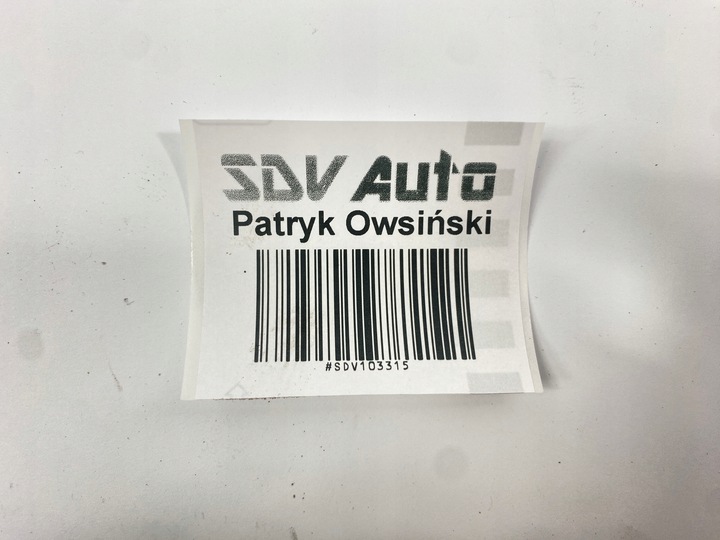 SDV Auto
Patryk Owsiński
#SDV103315